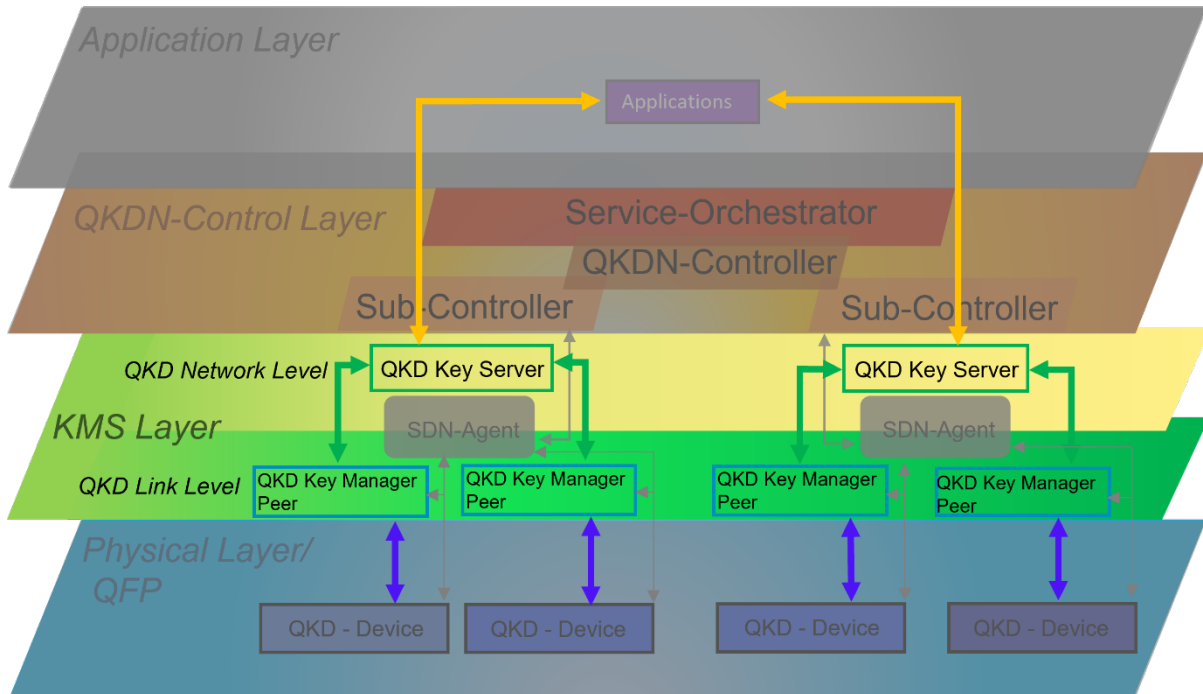 Application Layer
Applications
QKDN-Control Layer
Service-Orchestrator
QKDN-Controller
Sub-Controller
Sub-Controller
QKD Network Level
QKD Key Server
QKD Key Server
KMS Layer
SDN-Agent
SDN-Agent
QKD Link Level
QKD Key Manager
Peer
QKD Key Manager
Peer
QKD Key Manager
Peer
QKD Key Manager
Peer
Physical Layer/
QFP
QKD - Device
QKD - Device
QKD - Device
QKD - Device